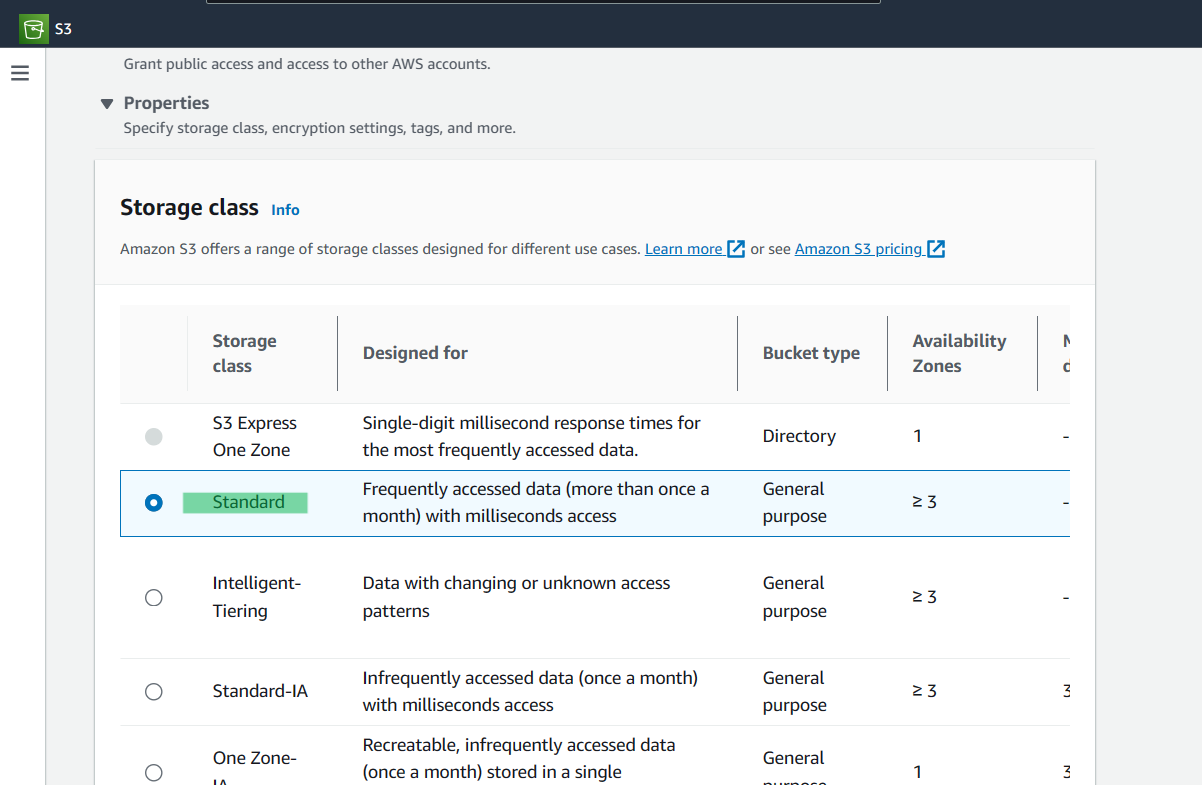 S3
Grant public access and access to other AWS accounts.
Properties
Specify storage class, encryption settings, tags, and more.
Storage class Info
Amazon S3 offers a range of storage classes designed for different use cases. Learn more or see Amazon S3 pricing
Storage class
Designed for
Bucket type
Availability Zones
S3 Express One Zone
Single-digit millisecond response times for
the most frequently accessed data.
Directory
1
-
Standard
Frequently accessed data (more than once a
month) with milliseconds access
General
purpose
≥ 3
-
Intelligent-
Tiering
Data with changing or unknown access
patterns
General
purpose
≥ 3
-
Standard-IA
Infrequently accessed data (once a month)
with milliseconds access
General
purpose
≥ 3
3
One Zone-
IA
Recreatable, infrequently accessed data
(once a month) stored in a single
General
purpose
1
3